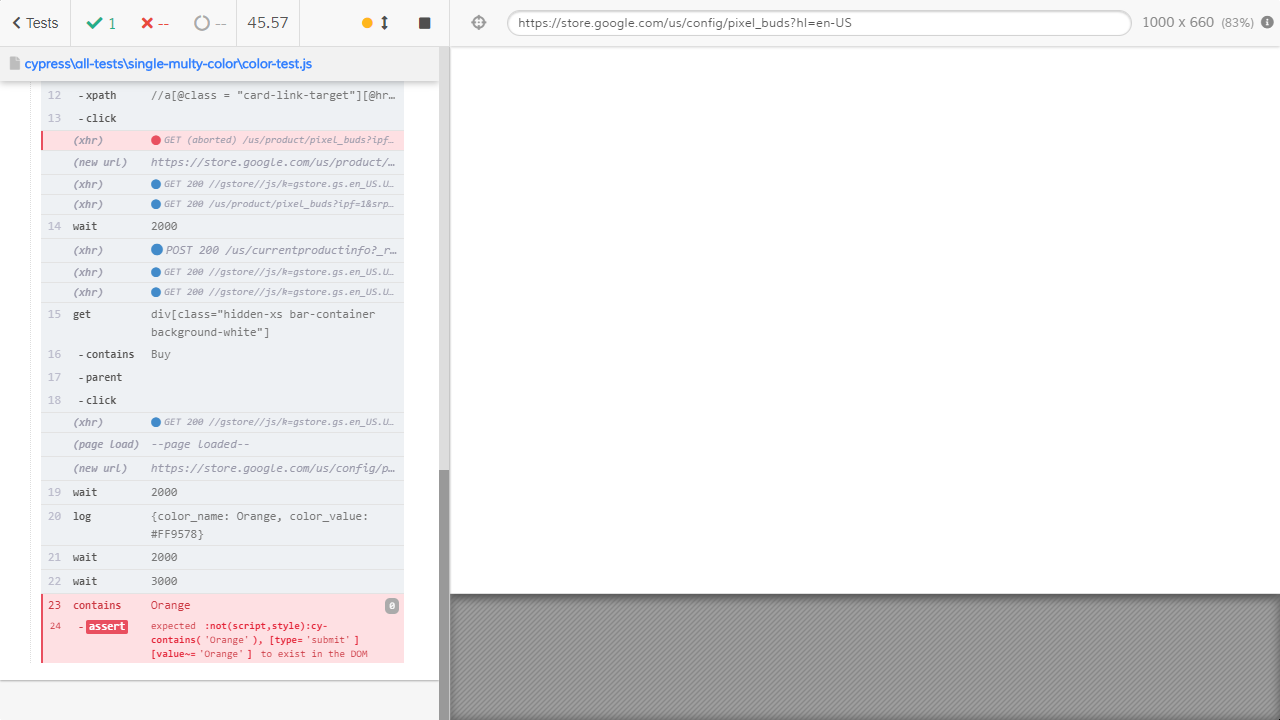 Tests 1 -- -- 45.57 https://store.google.com/us/config/pixel_buds?hl=en-US 1000 x 660 (83%)
cypress\all-tests\single-multy-color\color-test.js
12 -xpath //a[@class = "card-link-target"][@hr…
13 -click
(xhr) GET (aborted) /us/product/pixel_buds?ipf…
(new url) https://store.google.com/us/product/…
(xhr) GET 200 //gstore//js/k=gstore.gs.en_US.U…
(xhr) GET 200 /us/product/pixel_buds?ipf=1&srp…
14 wait 2000
(xhr) POST 200 /us/currentproductinfo?_r…
(xhr) GET 200 //gstore//js/k=gstore.gs.en_US.U…
(xhr) GET 200 //gstore//js/k=gstore.gs.en_US.U…
15 get div[class="hidden-xs bar-container
background-white"]
16 -contains Buy
17 -parent
18 -click
(xhr) GET 200 //gstore//js/k=gstore.gs.en_US.U…
(page load) --page loaded--
(new url) https://store.google.com/us/config/p…
19 wait 2000
20 log {color_name: Orange, color_value:
#FF9578}
21 wait 2000
22 wait 3000
23 contains Orange 0
24 -assert expected :not(script,style):cy-
contains( 'Orange' ), [type= 'submit' ]
[value~= 'Orange' ] to exist in the DOM